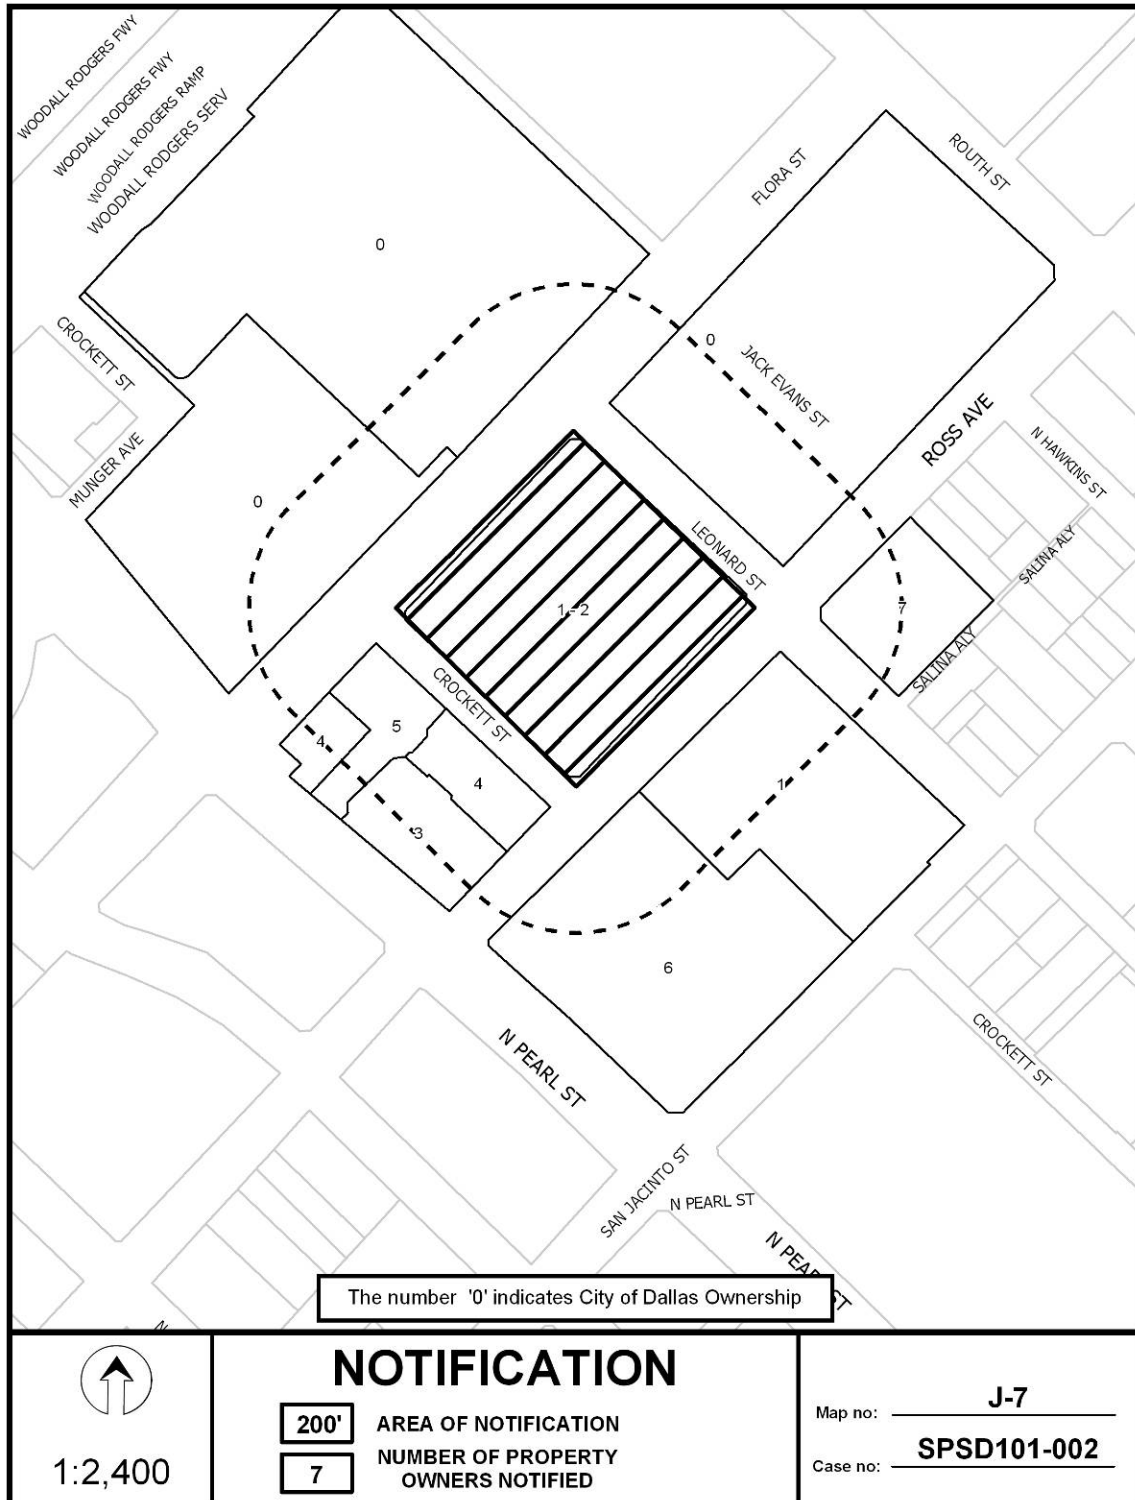 WOODALL RODGERS FWY
WOODALL RODGERS FWY
WOODALL RODGERS RAMP
WOODALL RODGERS SERV
FLORA ST
ROUTH ST
0
CROCKETT ST
0
JACK EVANS ST
ROSS AVE
N HAWKINS ST
MUNGER AVE
0
LEONARD ST
SALINA ALY
1 - 2
7
SALINA ALY
CROCKETT ST
5
4
4
3
1
6
N PEARL ST
CROCKETT ST
SAN JACINTO ST
N PEARL ST
N PEARL ST
N
The number '0' indicates City of Dallas Ownership
1:2,400
NOTIFICATION
200' AREA OF NOTIFICATION
7 NUMBER OF PROPERTY
OWNERS NOTIFIED
Map no: J-7
Case no: SPSD101-002